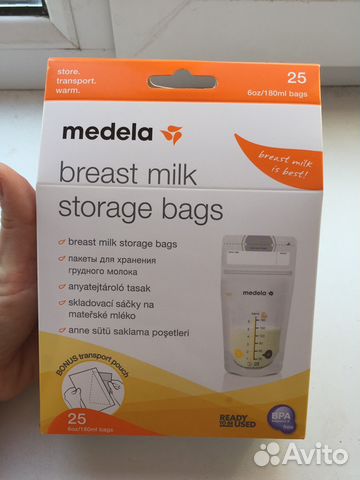 store.
transport.
warm.
25
6oz/180ml bags
medela
breast milk
is best!
breast milk
storage bags
breast milk storage bags
пакеты для хранения
грудного молока
anyatejtároló tasak
skladovací sáčky na
mateřské mléko
anne sütü saklama poşetleri
medela
BONUS transport pouch
25
6oz/180ml bags
READY
TO BE
USED
BPA
free
Avito